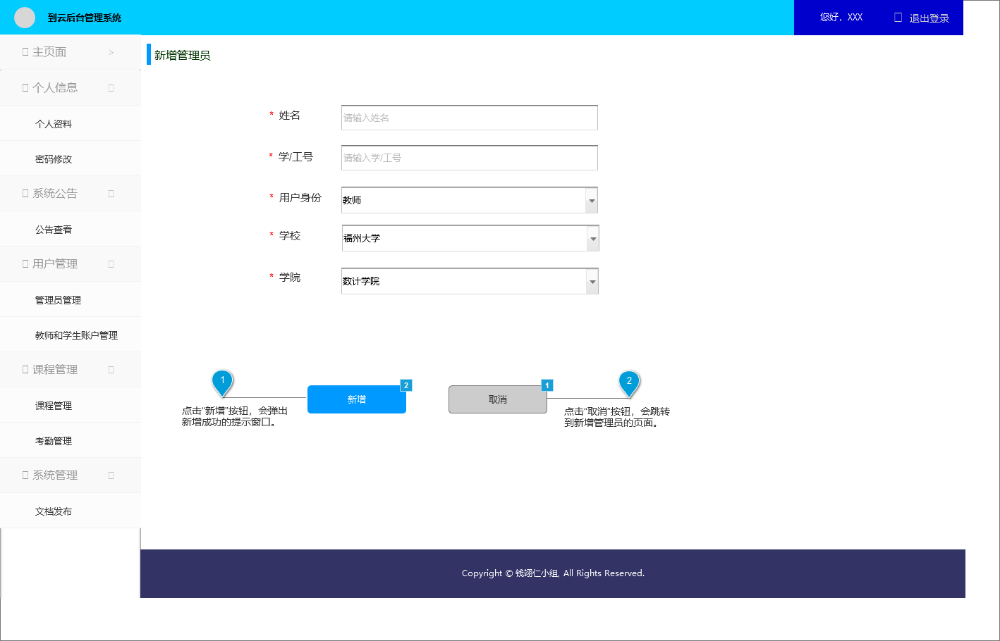 到云后台管理系统
您好，XXX
退出登录
主页面 >
新增管理员
个人信息
个人资料
密码修改
系统公告
公告查看
用户管理
管理员管理
教师和学生账户管理
课程管理
课程管理
考勤管理
系统管理
文档发布
* 姓名 请输入姓名
* 学/工号 请输入学/工号
* 用户身份 教师
* 学校 福州大学
* 学院 数计学院
1
点击“新增”按钮，会弹出
新增成功的提示窗口。
新增 2
取消 1
2
点击“取消”按钮，会跳转
到新增管理员的页面。
Copyright © 钱翊仁小组, All Rights Reserved.